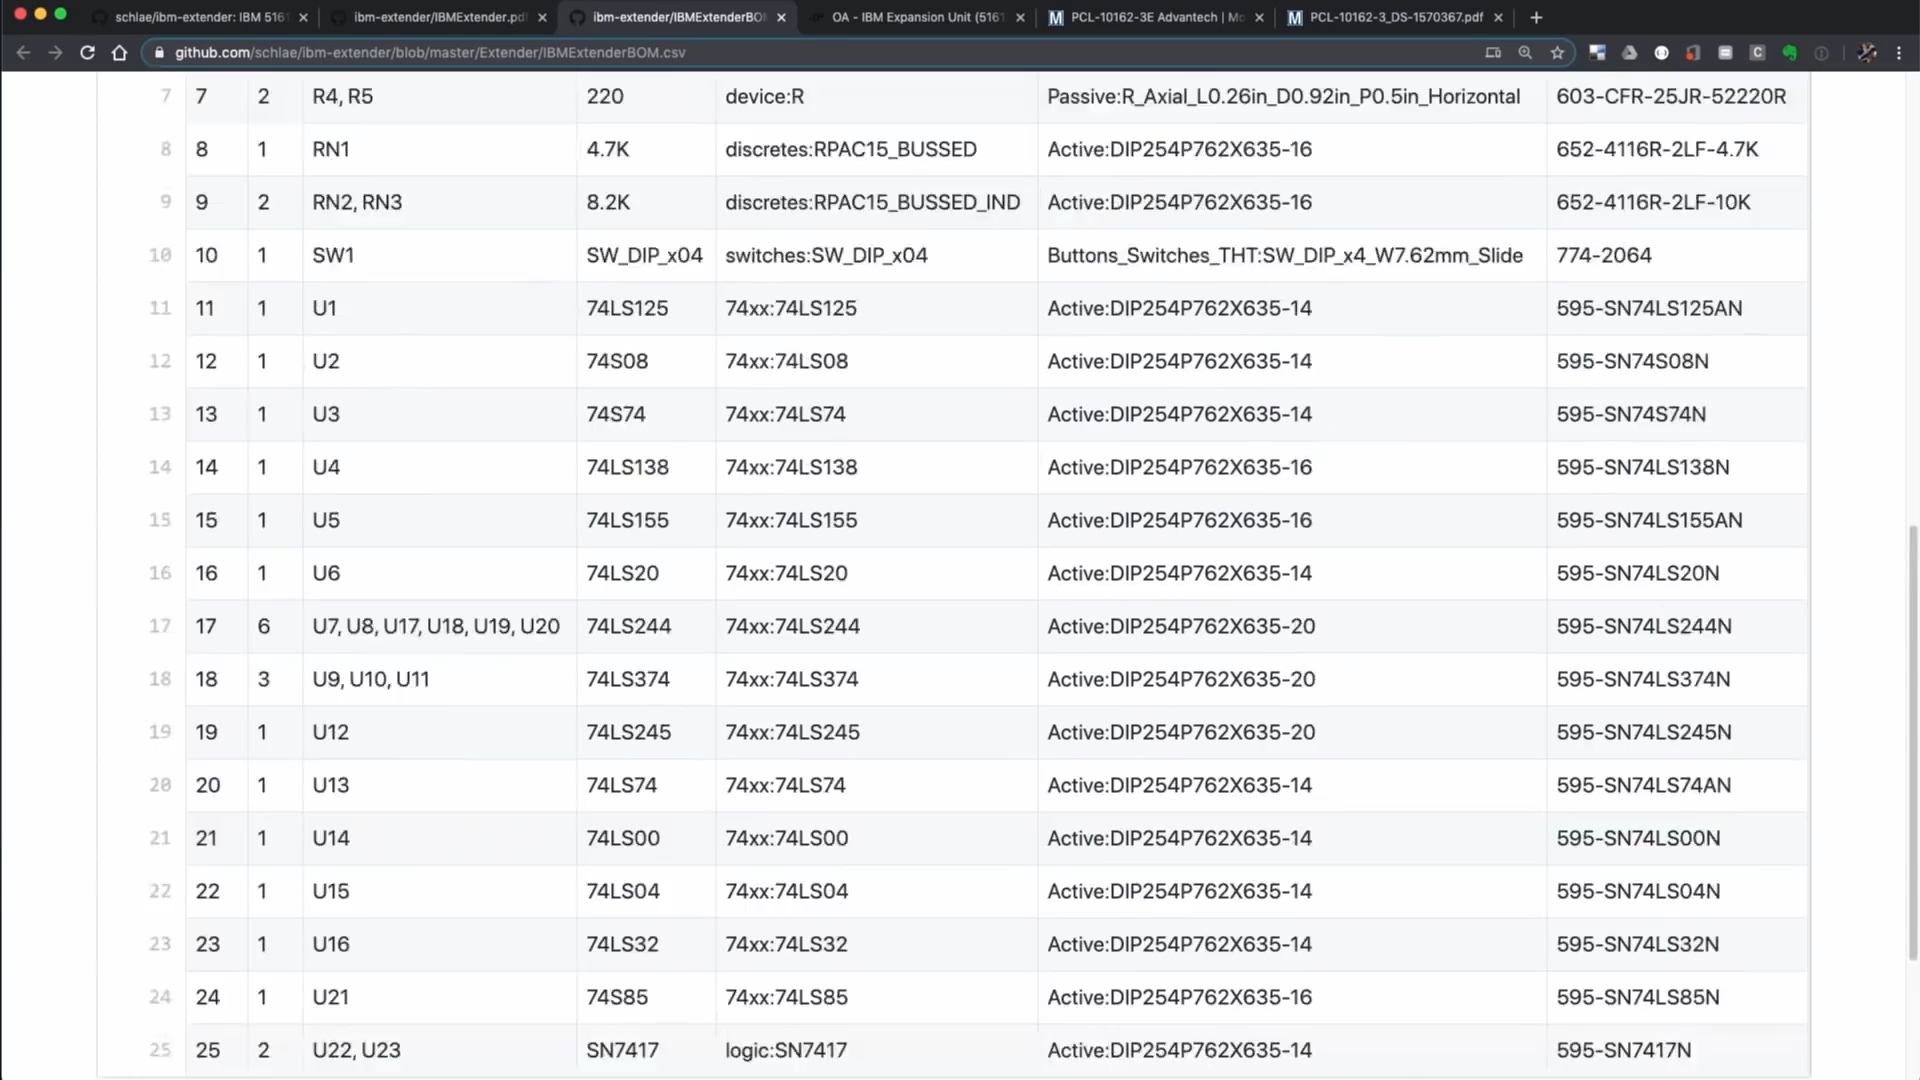 schlae/ibm-extender: IBM 5161
ibm-extender/IBMExtender.pdf
ibm-extender/IBMExtenderBO
OA - IBM Expansion Unit (5161
M PCL-10162-3E Advantech | Mo
M PCL-10162-3_DS-1570367.pdf
github.com/schlae/ibm-extender/blob/master/Extender/IBMExtenderBOM.csv
7 7 2 R4, R5 220 device:R Passive:R_Axial_L0.26in_D0.92in_P0.5in_Horizontal 603-CFR-25JR-52220R
8 8 1 RN1 4.7K discretes:RPAC15_BUSSED Active:DIP254P762X635-16 652-4116R-2LF-4.7K
9 9 2 RN2, RN3 8.2K discretes:RPAC15_BUSSED_IND Active:DIP254P762X635-16 652-4116R-2LF-10K
10 10 1 SW1 SW_DIP_x04 switches:SW_DIP_x04 Buttons_Switches_THT:SW_DIP_x4_W7.62mm_Slide 774-2064
11 11 1 U1 74LS125 74xx:74LS125 Active:DIP254P762X635-14 595-SN74LS125AN
12 12 1 U2 74S08 74xx:74LS08 Active:DIP254P762X635-14 595-SN74S08N
13 13 1 U3 74S74 74xx:74LS74 Active:DIP254P762X635-14 595-SN74S74N
14 14 1 U4 74LS138 74xx:74LS138 Active:DIP254P762X635-16 595-SN74LS138N
15 15 1 U5 74LS155 74xx:74LS155 Active:DIP254P762X635-16 595-SN74LS155AN
16 16 1 U6 74LS20 74xx:74LS20 Active:DIP254P762X635-14 595-SN74LS20N
17 17 6 U7, U8, U17, U18, U19, U20 74LS244 74xx:74LS244 Active:DIP254P762X635-20 595-SN74LS244N
18 18 3 U9, U10, U11 74LS374 74xx:74LS374 Active:DIP254P762X635-20 595-SN74LS374N
19 19 1 U12 74LS245 74xx:74LS245 Active:DIP254P762X635-20 595-SN74LS245N
20 20 1 U13 74LS74 74xx:74LS74 Active:DIP254P762X635-14 595-SN74LS74AN
21 21 1 U14 74LS00 74xx:74LS00 Active:DIP254P762X635-14 595-SN74LS00N
22 22 1 U15 74LS04 74xx:74LS04 Active:DIP254P762X635-14 595-SN74LS04N
23 23 1 U16 74LS32 74xx:74LS32 Active:DIP254P762X635-14 595-SN74LS32N
24 24 1 U21 74S85 74xx:74LS85 Active:DIP254P762X635-16 595-SN74LS85N
25 25 2 U22, U23 SN7417 logic:SN7417 Active:DIP254P762X635-14 595-SN7417N